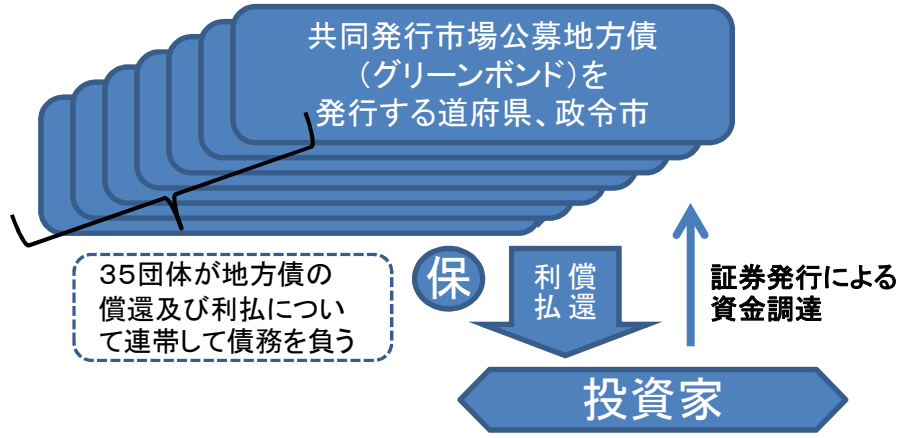 共同発行市場公募地方債
（グリーンボンド）を
発行する道府県、政令市
35団体が地方債の
償還及び利払につい
て連帯して債務を負う
保
償還
利払
証券発行による
資金調達
投資家